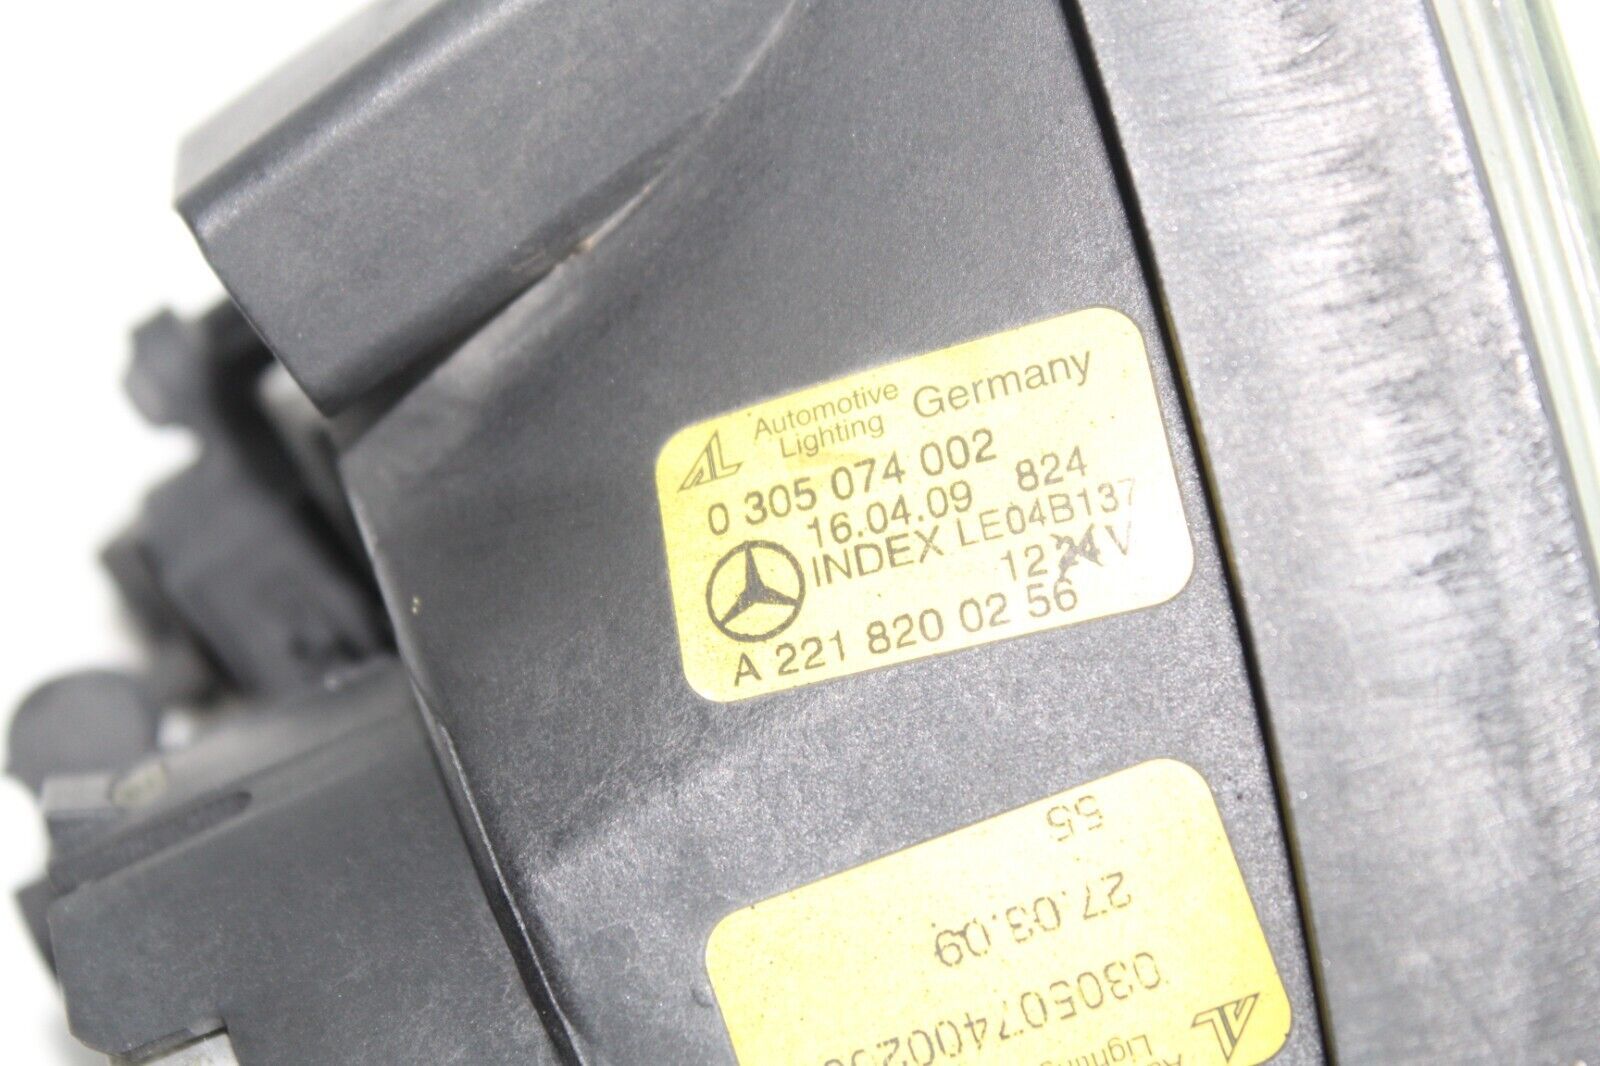 Automotive
Lighting Germany
0 305 074 002
16.04.09 824
INDEX LE04B137
12 24 V
A 221 820 02 56
55
27.03.09
Lighting